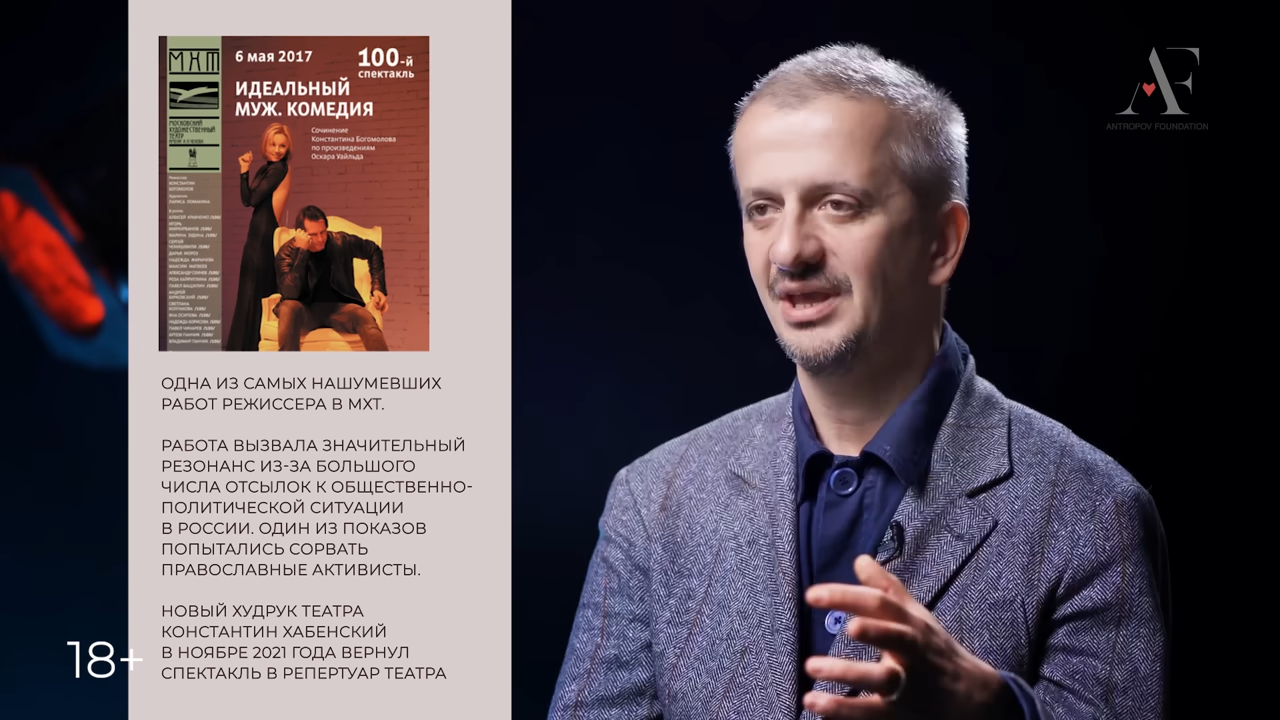 МХТ
МОСКОВСКИЙ
ХУДОЖЕСТВЕННЫЙ
ТЕАТР
6 мая 2017
100-й
спектакль
ИДЕАЛЬНЫЙ
МУЖ. КОМЕДИЯ
Сочинение
Константина Богомолова
по произведениям
Оскара Уайльда
ОДНА ИЗ САМЫХ НАШУМЕВШИХ
РАБОТ РЕЖИССЕРА В МХТ.
РАБОТА ВЫЗВАЛА ЗНАЧИТЕЛЬНЫЙ
РЕЗОНАНС ИЗ-ЗА БОЛЬШОГО
ЧИСЛА ОТСЫЛОК К ОБЩЕСТВЕННО-
ПОЛИТИЧЕСКОЙ СИТУАЦИИ
В РОССИИ. ОДИН ИЗ ПОКАЗОВ
ПОПЫТАЛИСЬ СОРВАТЬ
ПРАВОСЛАВНЫЕ АКТИВИСТЫ.
НОВЫЙ ХУДРУК ТЕАТРА
КОНСТАНТИН ХАБЕНСКИЙ
В НОЯБРЕ 2021 ГОДА ВЕРНУЛ
СПЕКТАКЛЬ В РЕПЕРТУАР ТЕАТРА
18+
AF
ANTROPOV FOUNDATION